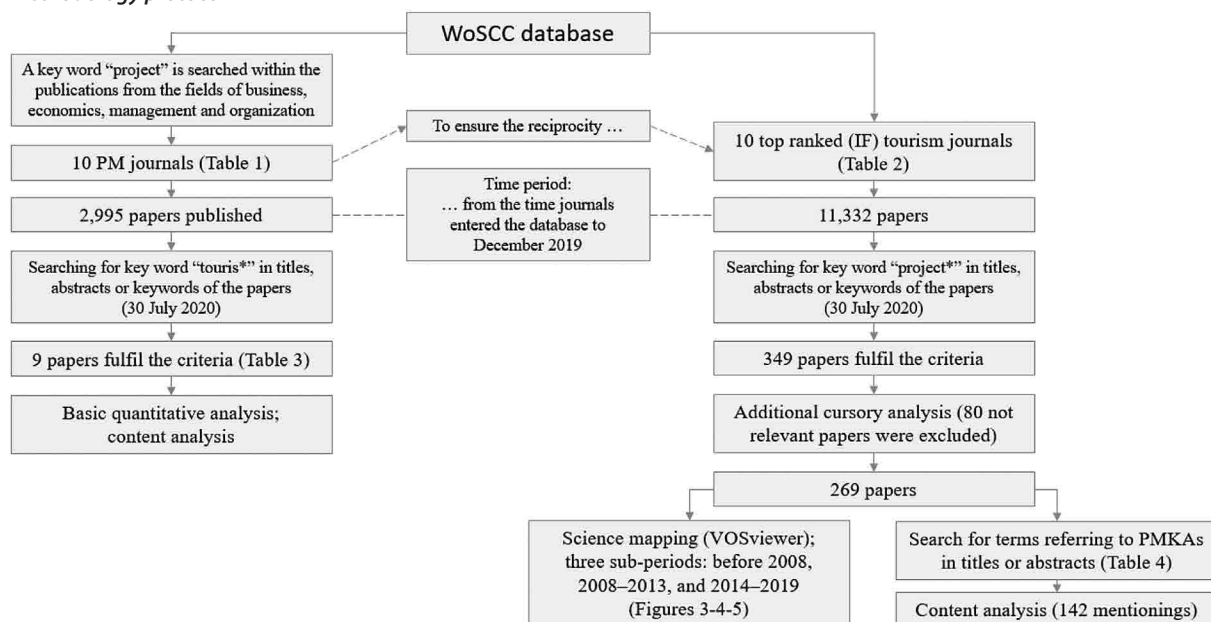 WoSCC database
A key word “project” is searched within the
publications from the fields of business,
economics, management and organization
10 PM journals (Table 1)
2,995 papers published
Searching for key word “touris*” in titles,
abstracts or keywords of the papers
(30 July 2020)
9 papers fulfil the criteria (Table 3)
Basic quantitative analysis;
content analysis
To ensure the reciprocity …
Time period:
… from the time journals
entered the database to
December 2019
10 top ranked (IF) tourism journals
(Table 2)
11,332 papers
Searching for key word “project*” in titles,
abstracts or keywords of the papers
(30 July 2020)
349 papers fulfil the criteria
Additional cursory analysis (80 not
relevant papers were excluded)
269 papers
Science mapping (VOSviewer);
three sub-periods: before 2008,
2008–2013, and 2014–2019
(Figures 3-4-5)
Search for terms referring to PMKAs
in titles or abstracts (Table 4)
Content analysis (142 mentionings)